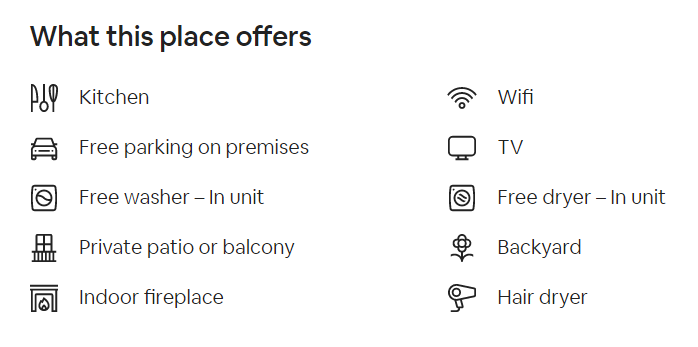 What this place offers
Kitchen
Wifi
Free parking on premises
TV
Free washer – In unit
Free dryer – In unit
Private patio or balcony
Backyard
Indoor fireplace
Hair dryer